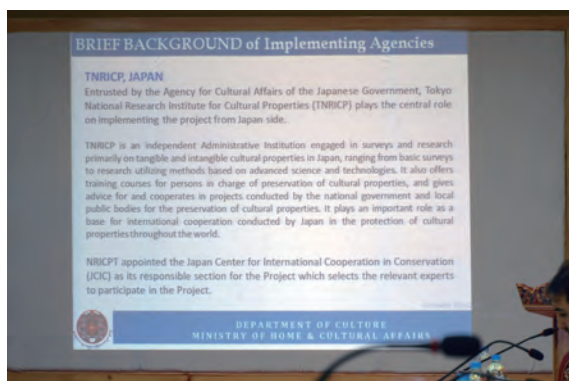 BRIEF BACKGROUND of Implementing Agencies
TNRICP, JAPAN
Entrusted by the Agency for Cultural Affairs of the Japanese Government, Tokyo
National Research Institute for Cultural Properties (TNRICP) plays the central role
on implementing the project from Japan side.
TNRICP is an independent Administrative Institution engaged in surveys and research
primarily on tangible and intangible cultural properties in Japan, ranging from basic surveys
to research utilizing methods based on advanced science and technologies. It also offers
training courses for persons in charge of preservation of cultural properties, and gives
advice for and cooperates in projects conducted by the national government and local
public bodies for the preservation of cultural properties. It plays an important role as a
base for international cooperation conducted by Japan in the protection of cultural
properties throughout the world.
NRICPT appointed the Japan Center for International Cooperation in Conservation
(JCIC) as its responsible section for the Project which selects the relevant experts
to participate in the Project.
DEPARTMENT OF CULTURE
MINISTRY OF HOME & CULTURAL AFFAIRS